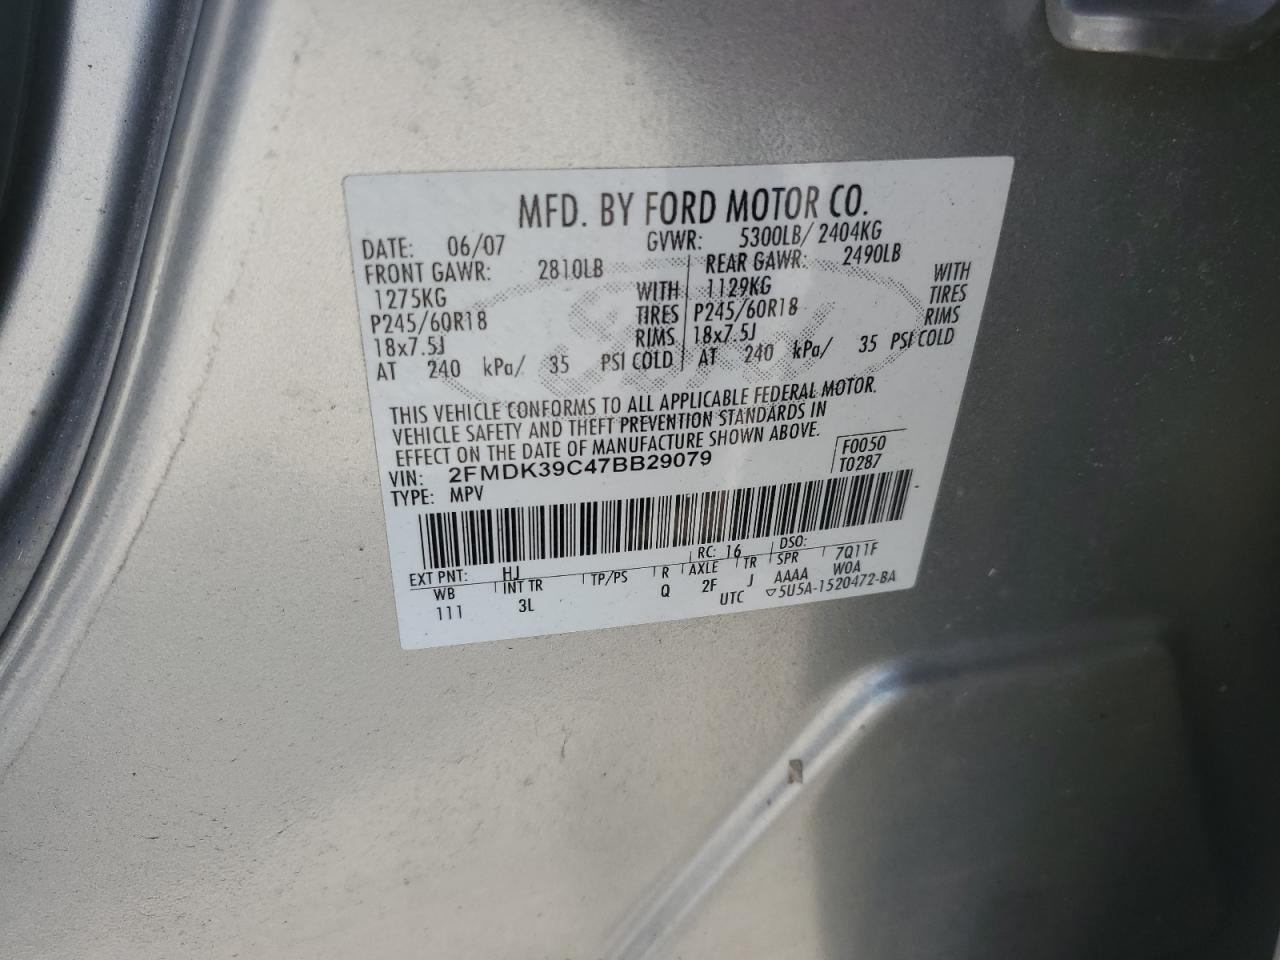 MFD. BY FORD MOTOR CO.
DATE: 06/07 GVWR: 5300LB/ 2404KG
FRONT GAWR: 2810LB REAR GAWR: 2490LB
1275KG WITH 1129KG WITH
P245/60R18 TIRES P245/60R18 TIRES
18x7.5J RIMS 18x7.5J RIMS
AT 240 kPa/ 35 PSI COLD AT 240 kPa/ 35 PSI COLD
THIS VEHICLE CONFORMS TO ALL APPLICABLE FEDERAL MOTOR.
VEHICLE SAFETY AND THEFT PREVENTION STANDARDS IN
EFFECT ON THE DATE OF MANUFACTURE SHOWN ABOVE.
VIN: 2FMDK39C47BB29079 F0050
TYPE: MPV T0287
EXT PNT: HJ RC: 16 DSO:
WB INT TR TP/PS R AXLE TR SPR 7Q11F
111 3L Q 2F J AAAA W0A
UTC ▽5U5A-1520472-BA